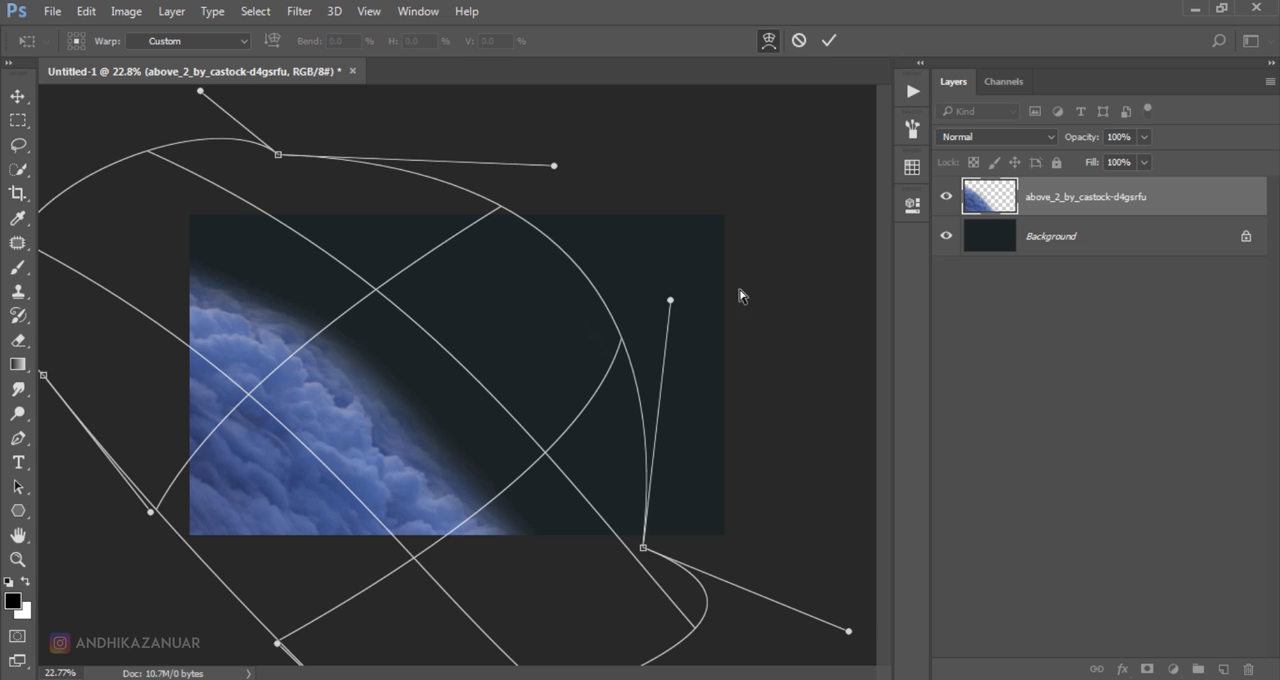 Ps File Edit Image Layer Type Select Filter 3D View Window Help
Warp: Custom Bend: 0.0 % H: 0.0 % V: 0.0 %
Untitled-1 @ 22.8% (above_2_by_castock-d4gsrfu, RGB/8#) * ×
Layers Channels
Kind
Normal Opacity: 100%
Lock: Fill: 100%
above_2_by_castock-d4gsrfu
Background
ANDHIKAZANUAR
22.77% Doc: 10.7M/0 bytes
fx